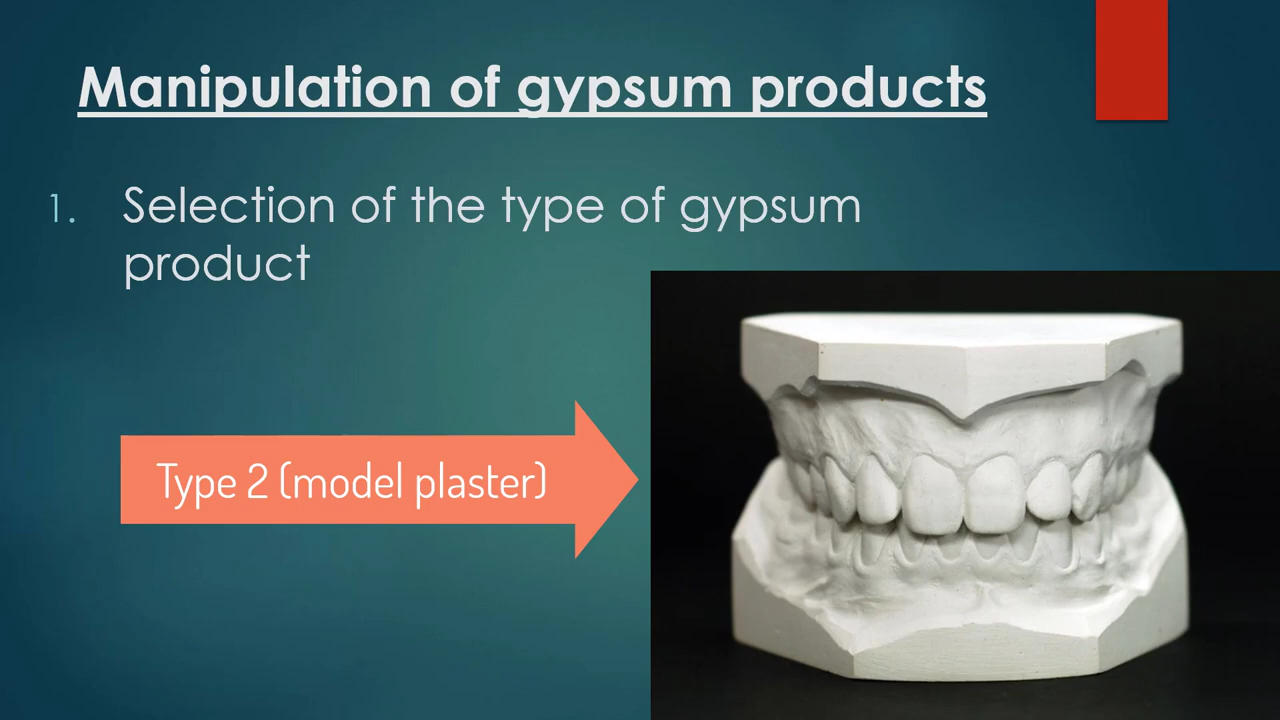 Manipulation of gypsum products
1. Selection of the type of gypsum
product
Type 2 (model plaster)